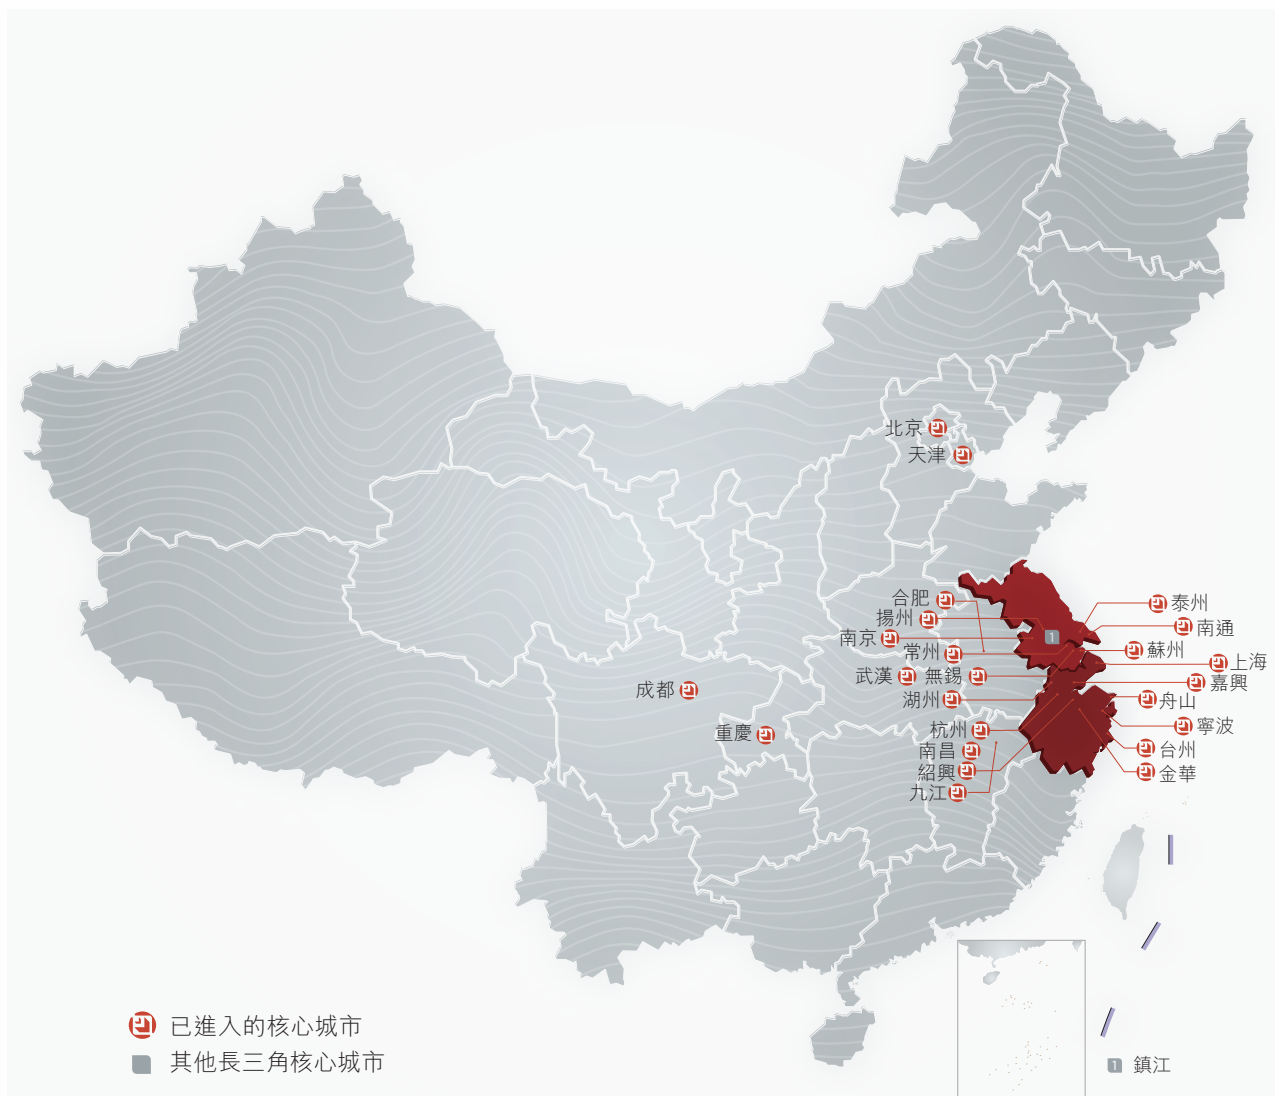 北京
天津
合肥
揚州
南京
常州
武漢
無錫
湖州
杭州
南昌
紹興
九江
成都
重慶
1
泰州
南通
蘇州
上海
嘉興
舟山
寧波
台州
金華
已進入的核心城市
其他長三角核心城市
1 鎮江